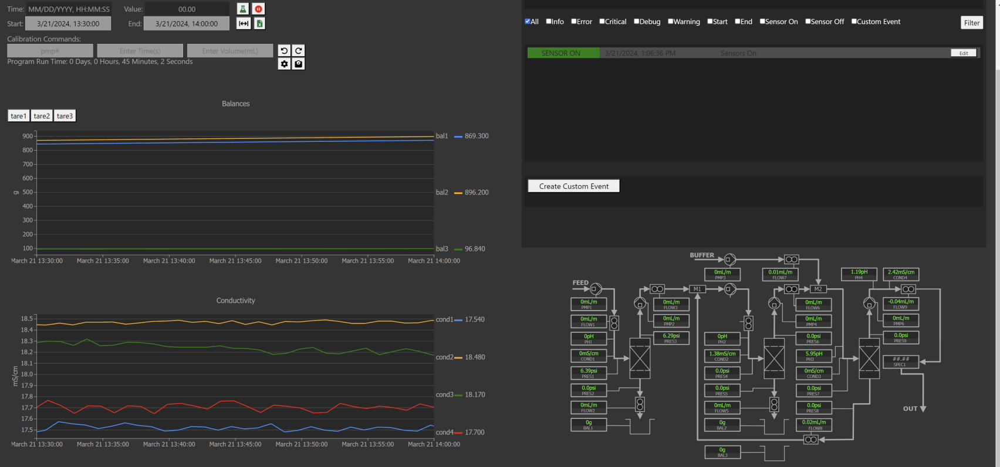 Time: MM/DD/YYYY, HH:MM:SS Value: 00.00
Start: 3/21/2024, 13:30:00 End: 3/21/2024, 14:00:00
Calibration Commands:
pmp# Enter Time(s) Enter Volume(mL)
Program Run Time: 0 Days, 0 Hours, 45 Minutes, 2 Seconds
Balances
tare1 tare2 tare3
900
800
700
600
500
400
300
200
100
g
bal1 869.300
bal2 896.200
bal3 96.840
March 21 13:30:00 March 21 13:35:00 March 21 13:40:00 March 21 13:45:00 March 21 13:50:00 March 21 13:55:00 March 21 14:00:00
Conductivity
18.5
18.4
18.3
18.2
18.1
18.0
17.9
17.8
17.7
17.6
17.5
mS/cm
cond1 17.540
cond2 18.480
cond3 18.170
cond4 17.700
March 21 13:30:00 March 21 13:35:00 March 21 13:40:00 March 21 13:45:00 March 21 13:50:00 March 21 13:55:00 March 21 14:00:00
All Info Error Critical Debug Warning Start End Sensor On Sensor Off Custom Event
Filter
SENSOR ON 3/21/2024, 1:06:36 PM Sensors On Edit
Create Custom Event
FEED
0mL/m
PMP1
0mL/m
FLOW1
0pH
PH1
0mS/cm
COND1
6.39psi
PRES1
0.0psi
PRES2
0mL/m
FLOW2
0g
BAL1
0mL/m
FLOW3
0mL/m
PMP2
6.29psi
PRES3
BUFFER
0mL/m
PMP3
0.01mL/m
FLOW7
M1
M2
0pH
PH2
1.38mS/cm
COND2
0.0psi
PRES4
0.0psi
PRES5
0mL/m
FLOW5
0g
BAL2
0g
BAL3
0mL/m
FLOW6
0mL/m
PMP4
0.0psi
PRES6
5.95pH
PH3
0mS/cm
COND3
0.0psi
PRES7
0.0psi
PRES8
0.02mL/m
FLOW8
1.19pH
PH4
2.42mS/cm
COND4
-0.04mL/m
FLOW9
0mL/m
PMP6
0.0psi
PRES9
##.##
SPEC1
OUT